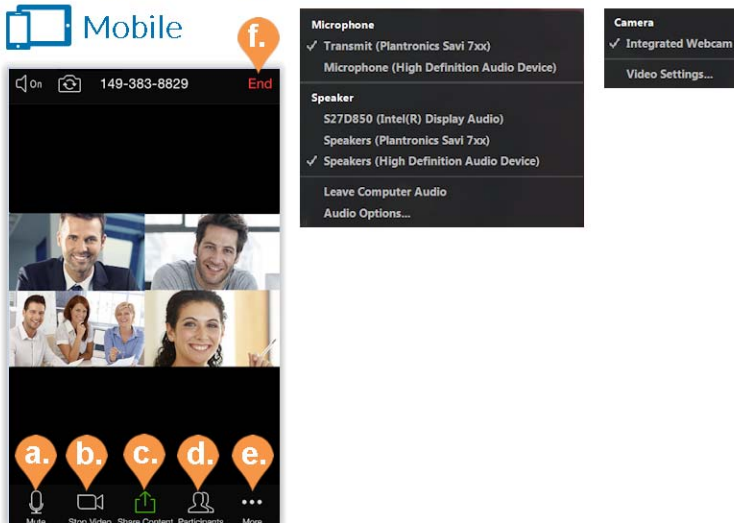 Mobile
f.
On
149-383-8829
End
a.
b.
c.
d.
e.
Mute
Stop Video
Share Content
Participants
More
Microphone
✓ Transmit (Plantronics Savi 7xx)
Microphone (High Definition Audio Device)
Speaker
S27D850 (Intel(R) Display Audio)
Speakers (Plantronics Savi 7xx)
✓ Speakers (High Definition Audio Device)
Leave Computer Audio
Audio Options...
Camera
✓ Integrated Webcam
Video Settings...